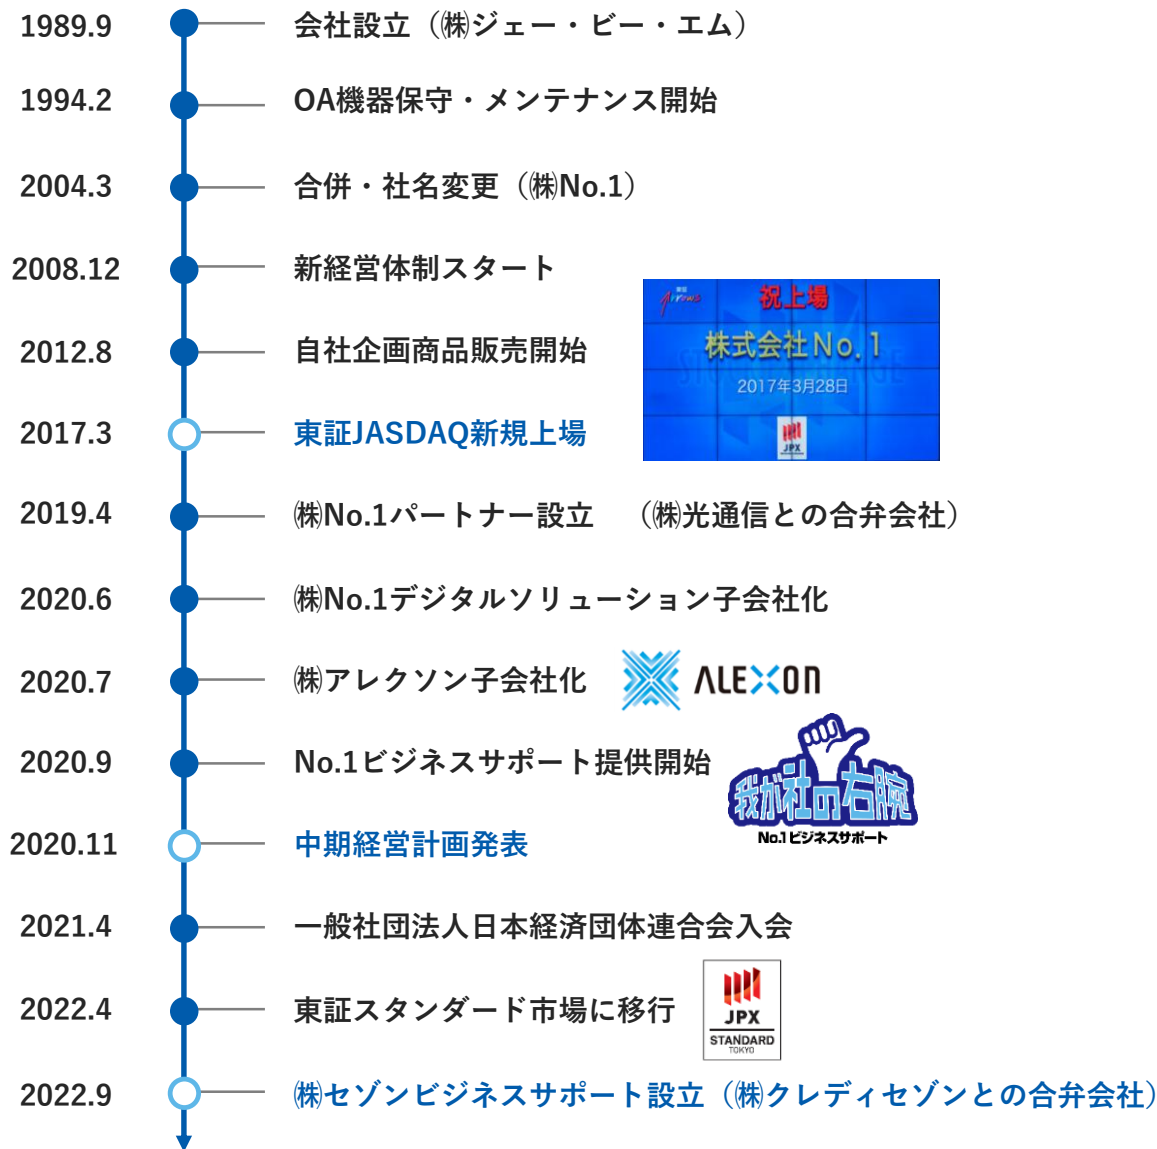 1989.9 会社設立（㈱ジェー・ビー・エム）
1994.2 OA機器保守・メンテナンス開始
2004.3 合併・社名変更（㈱No.1）
2008.12 新経営体制スタート
2012.8 自社企画商品販売開始
東証 Arrows 祝上場
株式会社No.1
STOCK EXCHANGE
2017年3月28日
JPX
2017.3 東証JASDAQ新規上場
2019.4 ㈱No.1パートナー設立 （㈱光通信との合弁会社）
2020.6 ㈱No.1デジタルソリューション子会社化
2020.7 ㈱アレクソン子会社化 ALEXON
2020.9 No.1ビジネスサポート提供開始
我が社の右腕
No.1 ビジネスサポート
2020.11 中期経営計画発表
2021.4 一般社団法人日本経済団体連合会入会
2022.4 東証スタンダード市場に移行
JPX
STANDARD
TOKYO
2022.9 ㈱セゾンビジネスサポート設立（㈱クレディセゾンとの合弁会社）